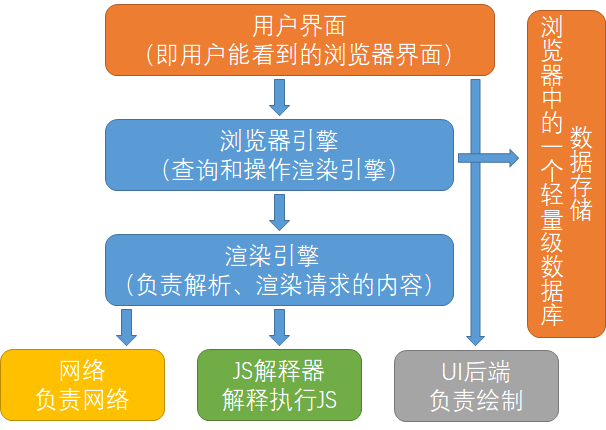 用户界面
（即用户能看到的浏览器界面）
浏览器引擎
（查询和操作渲染引擎）
渲染引擎
（负责解析、渲染请求的内容）
网络
负责网络
JS解释器
解释执行JS
UI后端
负责绘制
数据存储
浏览器中的一个轻量级数据库